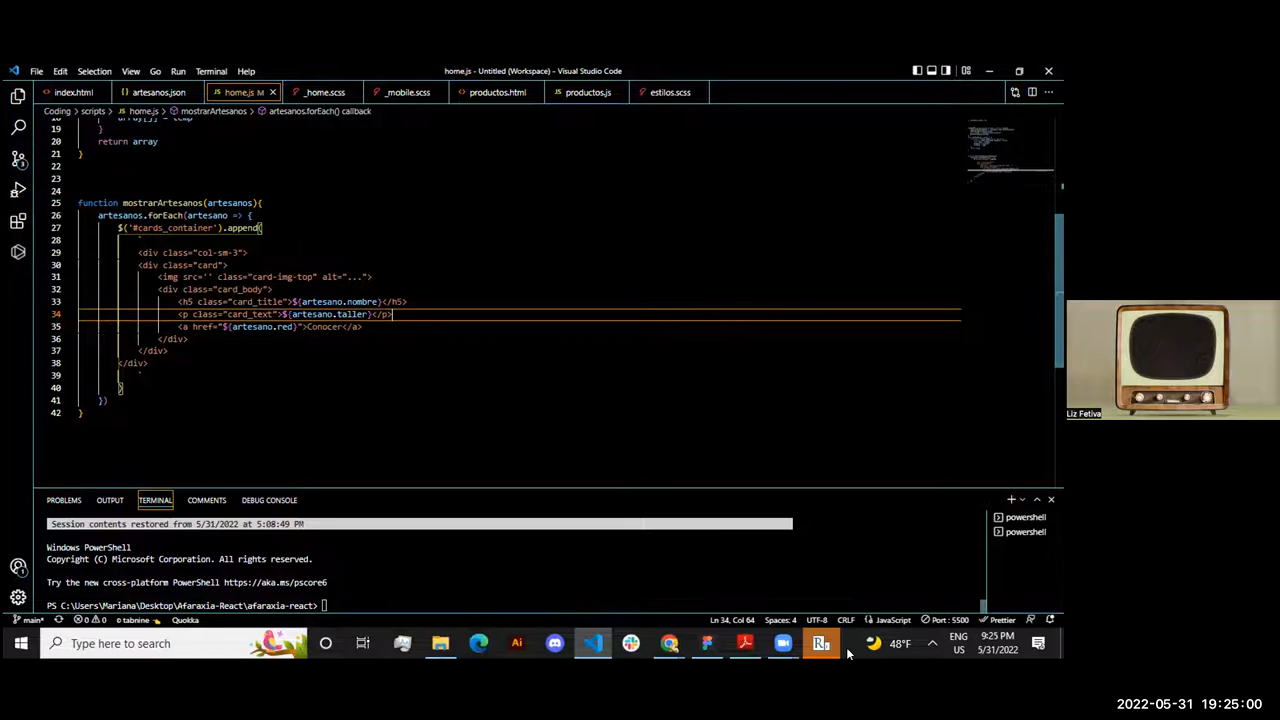 File Edit Selection View Go Run Terminal Help
home.js - Untitled (Workspace) - Visual Studio Code
index.html artesanos.json home.js M _home.scss _mobile.scss productos.html productos.js estilos.scss
Coding > scripts > home.js > mostrarArtesanos > artesanos.forEach() callback
19 }
20 return array
21 }
22
23
24
25 function mostrarArtesanos(artesanos){
26 artesanos.forEach(artesano => {
27 $('#cards_container').append(
28 `
29 <div class="col-sm-3">
30 <div class="card">
31 <img src='' class="card-img-top" alt="...">
32 <div class="card_body">
33 <h5 class="card_title">${artesano.nombre}</h5>
34 <p class="card_text">${artesano.taller}</p>
35 <a href="${artesano.red}">Conocer</a>
36 </div>
37 </div>
38 </div>
39 `
40 )
41 })
42 }
PROBLEMS OUTPUT TERMINAL COMMENTS DEBUG CONSOLE
Session contents restored from 5/31/2022 at 5:08:49 PM
Windows PowerShell
Copyright (C) Microsoft Corporation. All rights reserved.
Try the new cross-platform PowerShell https://aka.ms/pscore6
PS C:\Users\Mariana\Desktop\Afaraxia-React\afaraxia-react>
powershell
powershell
main* 0 0 tabnine Quokka Ln 34, Col 64 Spaces: 4 UTF-8 CRLF JavaScript Port : 5500 Prettier
Type here to search
48°F
ENG
US
9:25 PM
5/31/2022
Liz Fetiva
2022-05-31 19:25:00